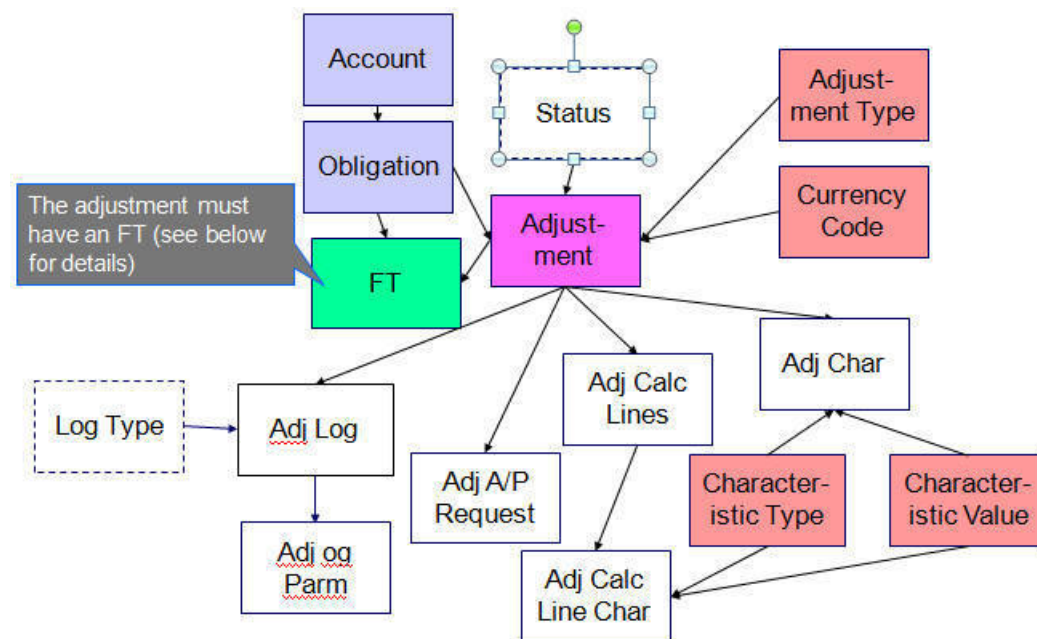 Account
Status
Adjust-
ment Type
Obligation
The adjustment must
have an FT (see below
for details)
Currency
Code
Adjust-
ment
FT
Adj Char
Adj Calc
Lines
Log Type
Adj Log
Adj A/P
Request
Character-
istic Type
Character-
istic Value
Adj og
Parm
Adj Calc
Line Char